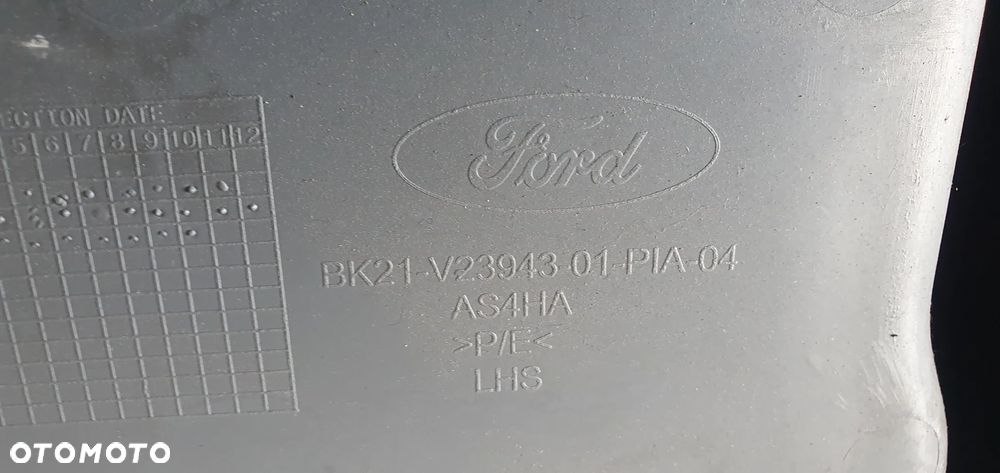 ECTION DATE
5 6 7 8 9 10 11 12
Ford
BK21-V23943 01-PIA-04
AS4HA
>P/E<
LHS
OTOMOTO